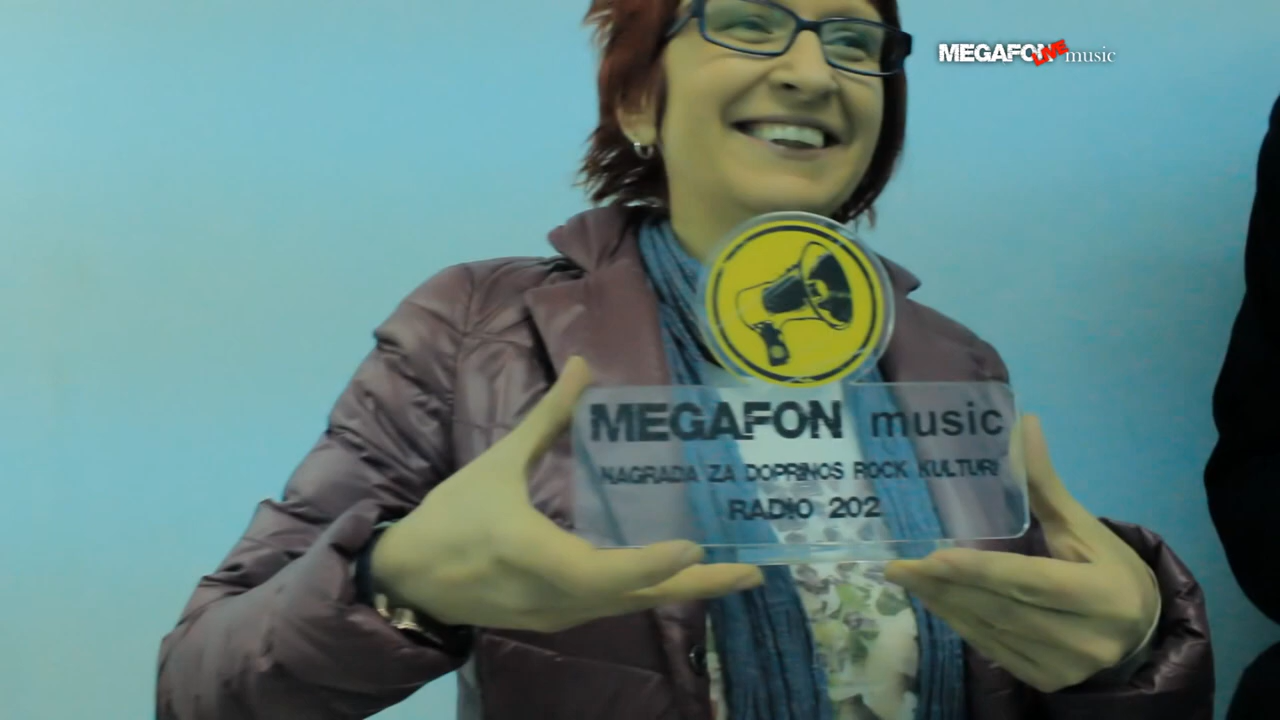 MEGAFON LIVE music
MEGAFON music
NAGRADA ZA DOPRINOS ROCK KULTURI
RADIO 202